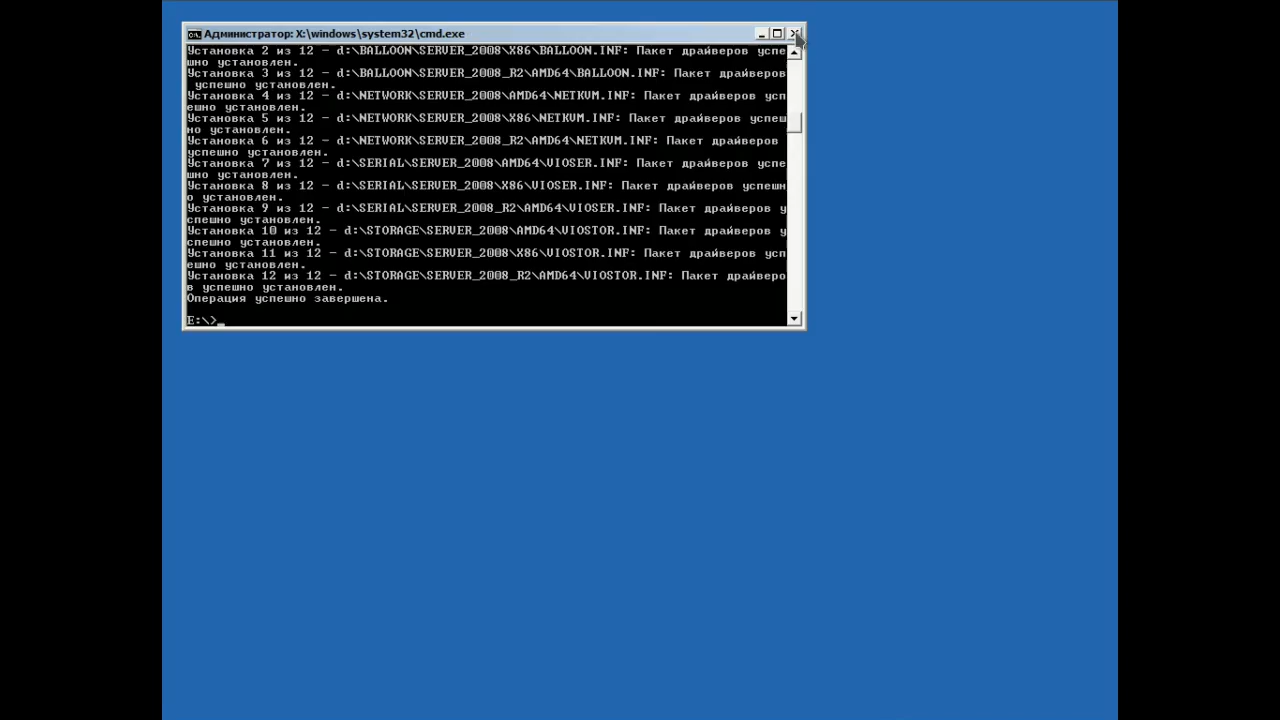 Администратор: X:\windows\system32\cmd.exe
Установка 2 из 12 - d:\BALLOON\SERVER_2008\X86\BALLOON.INF: Пакет драйверов успе
шно установлен.
Установка 3 из 12 - d:\BALLOON\SERVER_2008_R2\AMD64\BALLOON.INF: Пакет драйверов
 успешно установлен.
Установка 4 из 12 - d:\NETWORK\SERVER_2008\AMD64\NETKVM.INF: Пакет драйверов усп
ешно установлен.
Установка 5 из 12 - d:\NETWORK\SERVER_2008\X86\NETKVM.INF: Пакет драйверов успеш
но установлен.
Установка 6 из 12 - d:\NETWORK\SERVER_2008_R2\AMD64\NETKVM.INF: Пакет драйверов
успешно установлен.
Установка 7 из 12 - d:\SERIAL\SERVER_2008\AMD64\VIOSER.INF: Пакет драйверов успе
шно установлен.
Установка 8 из 12 - d:\SERIAL\SERVER_2008\X86\VIOSER.INF: Пакет драйверов успешн
о установлен.
Установка 9 из 12 - d:\SERIAL\SERVER_2008_R2\AMD64\VIOSER.INF: Пакет драйверов у
спешно установлен.
Установка 10 из 12 - d:\STORAGE\SERVER_2008\AMD64\VIOSTOR.INF: Пакет драйверов у
спешно установлен.
Установка 11 из 12 - d:\STORAGE\SERVER_2008\X86\VIOSTOR.INF: Пакет драйверов усп
ешно установлен.
Установка 12 из 12 - d:\STORAGE\SERVER_2008_R2\AMD64\VIOSTOR.INF: Пакет драйверо
в успешно установлен.
Операция успешно завершена.
E:\>_